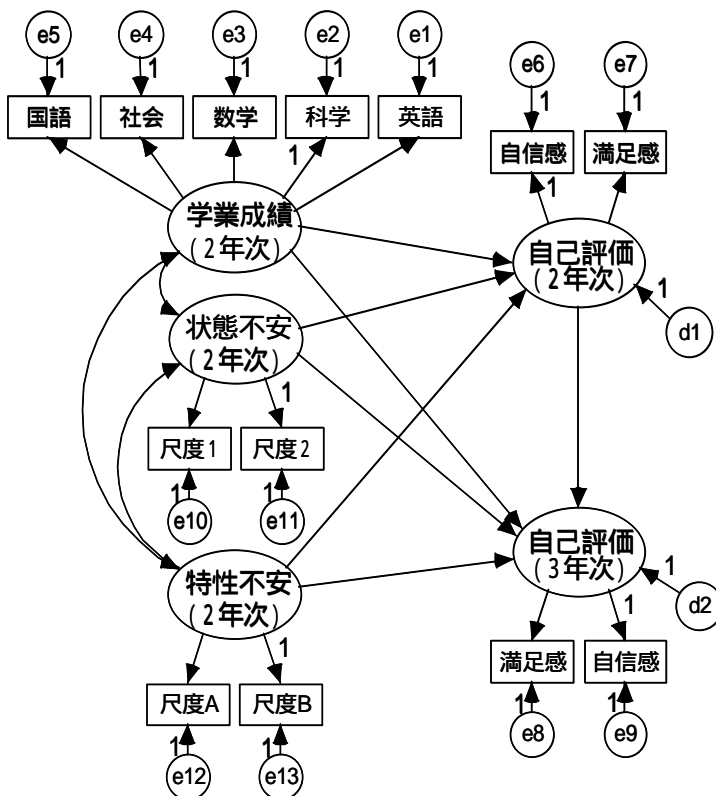 e5 e4 e3 e2 e1
1 1 1 1 1
国語 社会 数学 科学 英語
1
学業成績
(2年次)
e6 e7
1 1
自信感 満足感
1
自己評価
(2年次)
1
d1
状態不安
(2年次)
1
尺度1 尺度2
1 1
e10 e11
特性不安
(2年次)
1
尺度A 尺度B
1 1
e12 e13
自己評価
(3年次)
1
d2
1
満足感 自信感
1 1
e8 e9